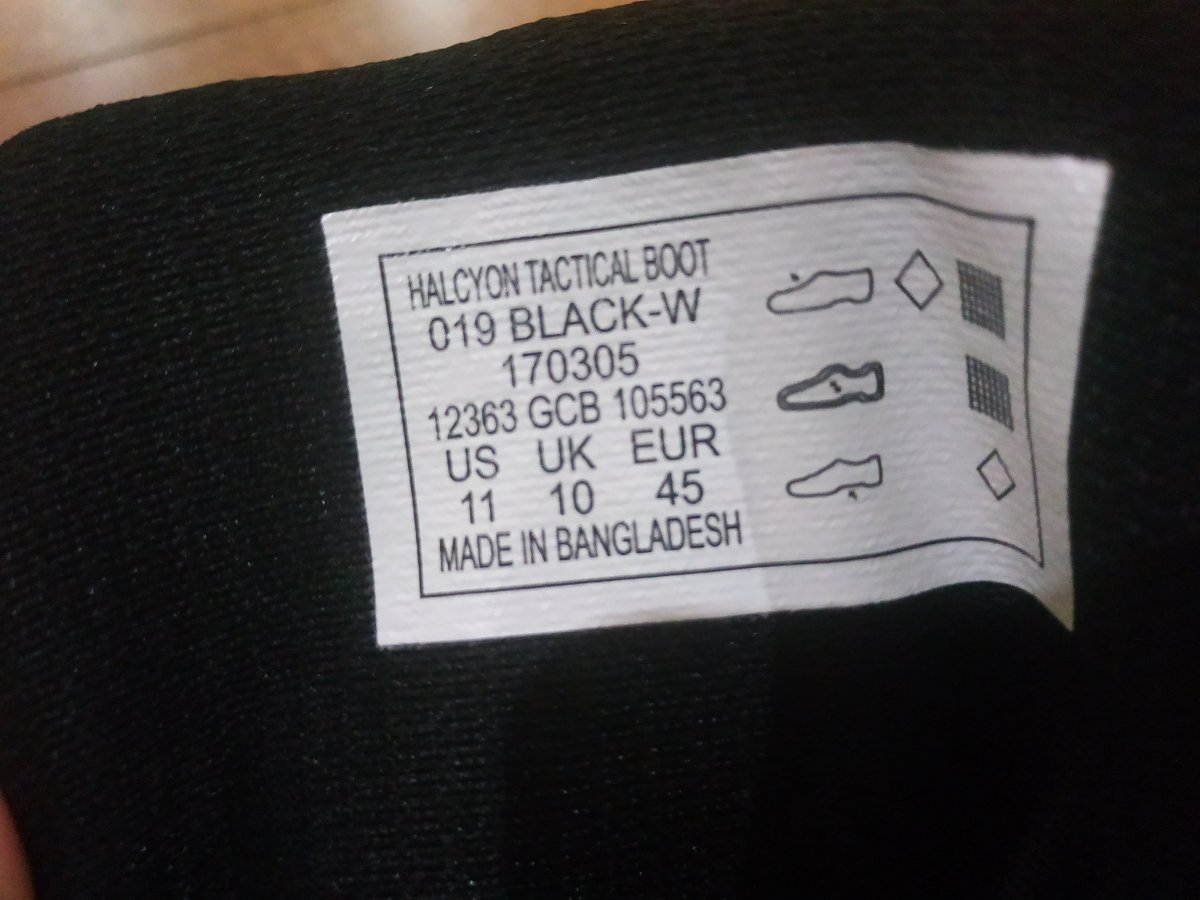 HALCYON TACTICAL BOOT
019 BLACK-W
170305
12363 GCB 105563
US UK EUR
11 10 45
MADE IN BANGLADESH